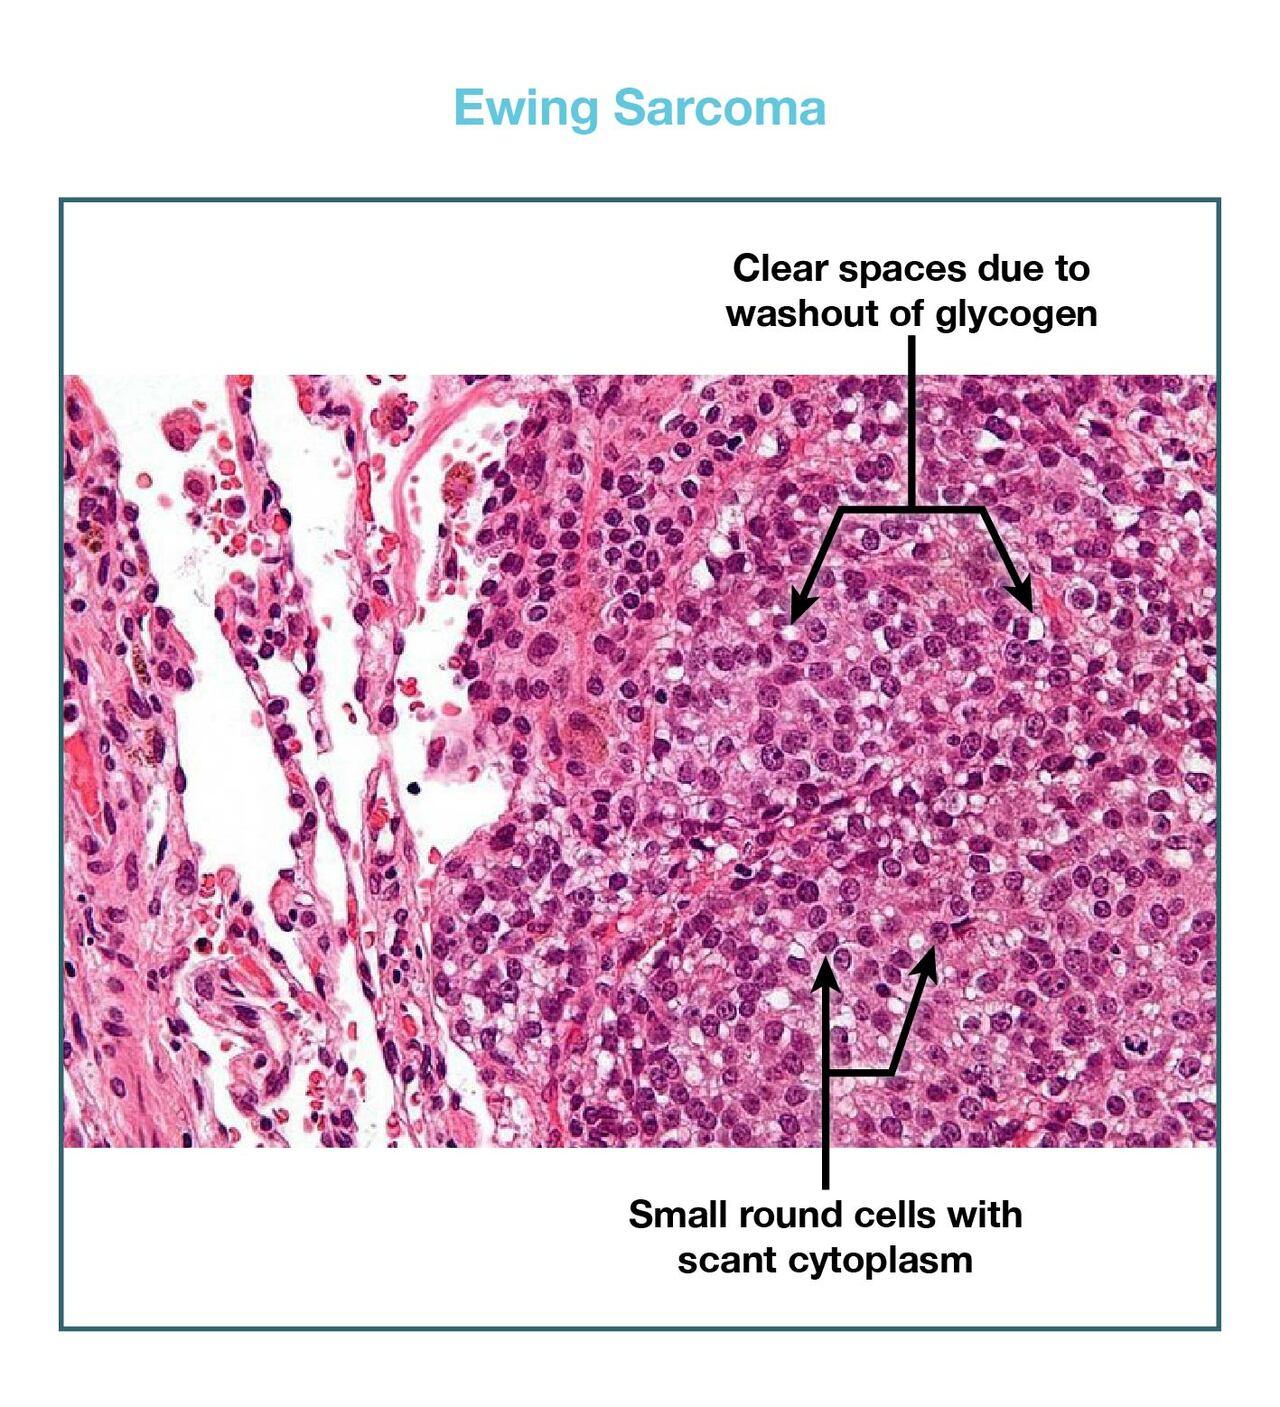 Ewing Sarcoma
Clear spaces due to
washout of glycogen
Small round cells with
scant cytoplasm